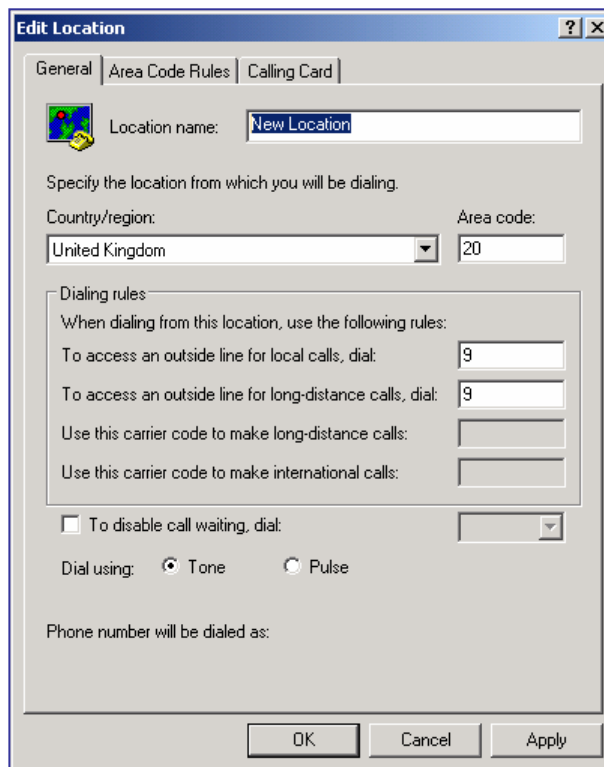 Edit Location
General Area Code Rules Calling Card
Location name: New Location
Specify the location from which you will be dialing.
Country/region: Area code:
United Kingdom 20
Dialing rules
When dialing from this location, use the following rules:
To access an outside line for local calls, dial: 9
To access an outside line for long-distance calls, dial: 9
Use this carrier code to make long-distance calls:
Use this carrier code to make international calls:
To disable call waiting, dial:
Dial using: Tone Pulse
Phone number will be dialed as:
OK Cancel Apply